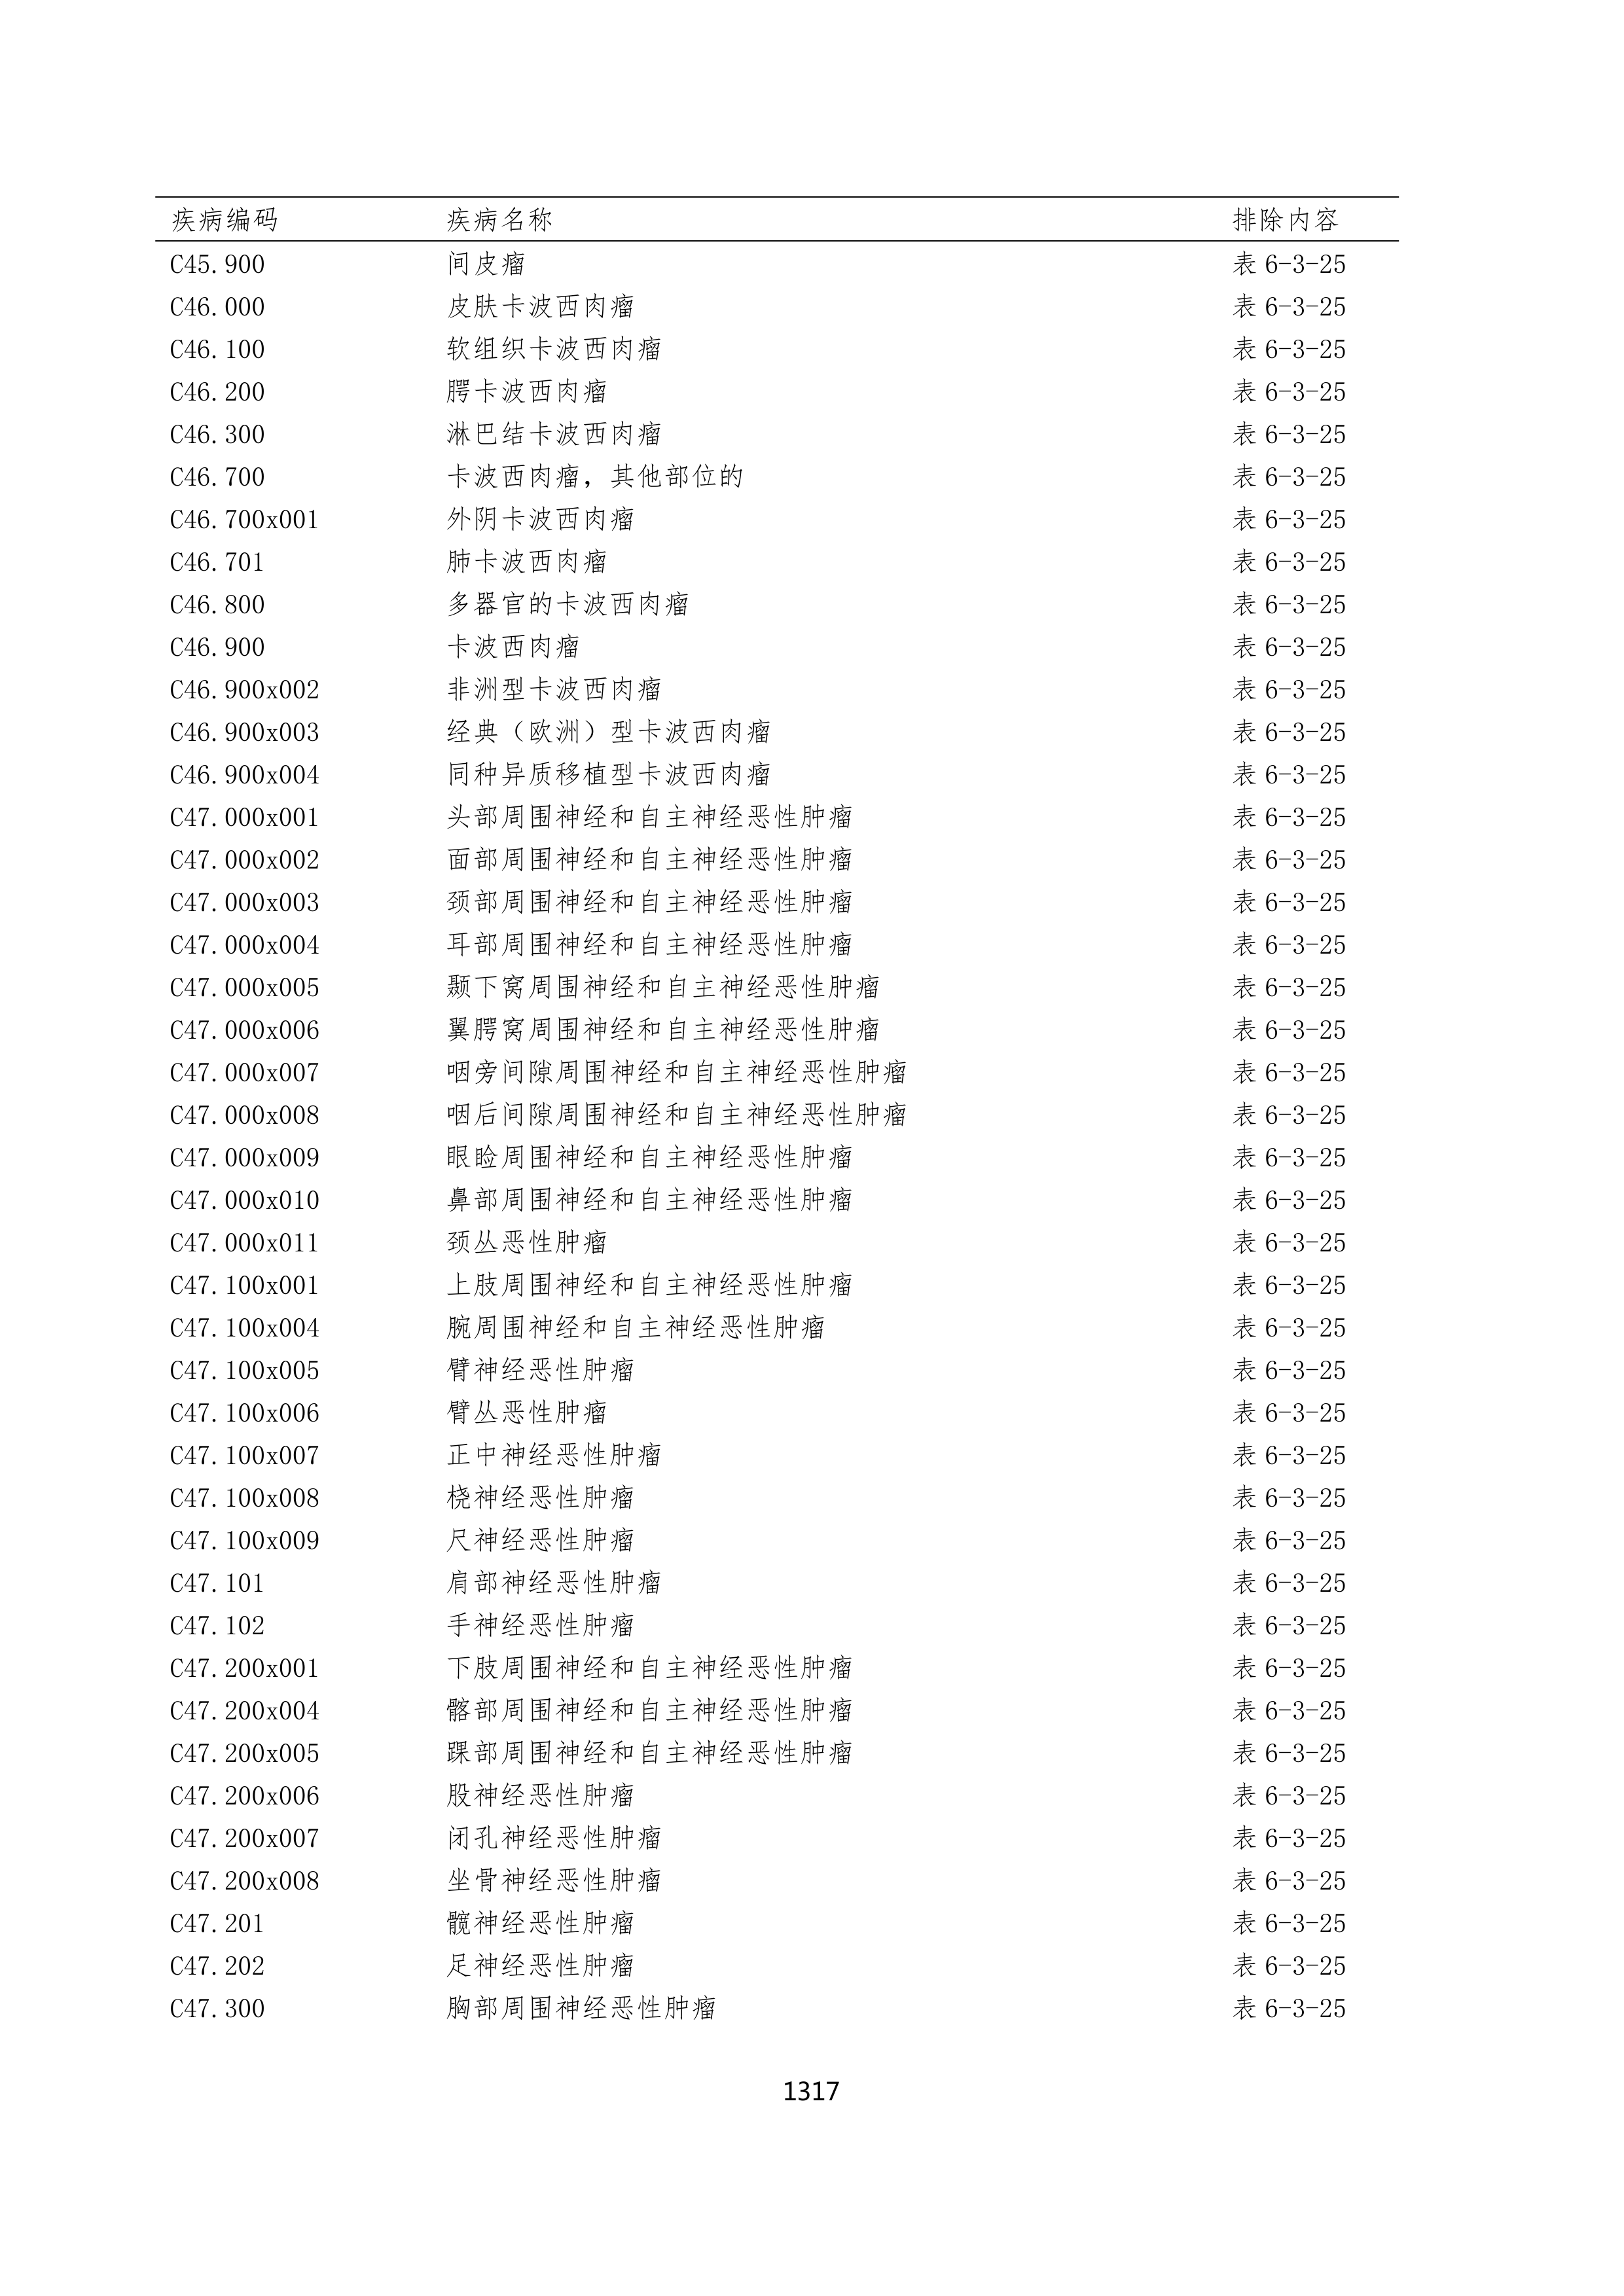 疾病编码 疾病名称 排除内容
C45.900 间皮瘤 表 6-3-25
C46.000 皮肤卡波西肉瘤 表 6-3-25
C46.100 软组织卡波西肉瘤 表 6-3-25
C46.200 腭卡波西肉瘤 表 6-3-25
C46.300 淋巴结卡波西肉瘤 表 6-3-25
C46.700 卡波西肉瘤，其他部位的 表 6-3-25
C46.700x001 外阴卡波西肉瘤 表 6-3-25
C46.701 肺卡波西肉瘤 表 6-3-25
C46.800 多器官的卡波西肉瘤 表 6-3-25
C46.900 卡波西肉瘤 表 6-3-25
C46.900x002 非洲型卡波西肉瘤 表 6-3-25
C46.900x003 经典（欧洲）型卡波西肉瘤 表 6-3-25
C46.900x004 同种异质移植型卡波西肉瘤 表 6-3-25
C47.000x001 头部周围神经和自主神经恶性肿瘤 表 6-3-25
C47.000x002 面部周围神经和自主神经恶性肿瘤 表 6-3-25
C47.000x003 颈部周围神经和自主神经恶性肿瘤 表 6-3-25
C47.000x004 耳部周围神经和自主神经恶性肿瘤 表 6-3-25
C47.000x005 颞下窝周围神经和自主神经恶性肿瘤 表 6-3-25
C47.000x006 翼腭窝周围神经和自主神经恶性肿瘤 表 6-3-25
C47.000x007 咽旁间隙周围神经和自主神经恶性肿瘤 表 6-3-25
C47.000x008 咽后间隙周围神经和自主神经恶性肿瘤 表 6-3-25
C47.000x009 眼睑周围神经和自主神经恶性肿瘤 表 6-3-25
C47.000x010 鼻部周围神经和自主神经恶性肿瘤 表 6-3-25
C47.000x011 颈丛恶性肿瘤 表 6-3-25
C47.100x001 上肢周围神经和自主神经恶性肿瘤 表 6-3-25
C47.100x004 腕周围神经和自主神经恶性肿瘤 表 6-3-25
C47.100x005 臂神经恶性肿瘤 表 6-3-25
C47.100x006 臂丛恶性肿瘤 表 6-3-25
C47.100x007 正中神经恶性肿瘤 表 6-3-25
C47.100x008 桡神经恶性肿瘤 表 6-3-25
C47.100x009 尺神经恶性肿瘤 表 6-3-25
C47.101 肩部神经恶性肿瘤 表 6-3-25
C47.102 手神经恶性肿瘤 表 6-3-25
C47.200x001 下肢周围神经和自主神经恶性肿瘤 表 6-3-25
C47.200x004 髂部周围神经和自主神经恶性肿瘤 表 6-3-25
C47.200x005 踝部周围神经和自主神经恶性肿瘤 表 6-3-25
C47.200x006 股神经恶性肿瘤 表 6-3-25
C47.200x007 闭孔神经恶性肿瘤 表 6-3-25
C47.200x008 坐骨神经恶性肿瘤 表 6-3-25
C47.201 髋神经恶性肿瘤 表 6-3-25
C47.202 足神经恶性肿瘤 表 6-3-25
C47.300 胸部周围神经恶性肿瘤 表 6-3-25
1317